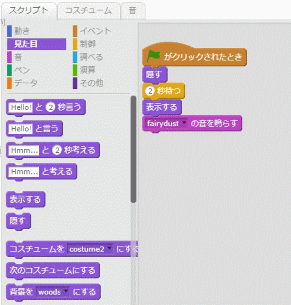 スクリプト コスチューム 音
動き イベント
見た目 制御
音 調べる
ペン 演算
データ その他
Hello! と 2 秒言う
Hello! と言う
Hmm... と 2 秒考える
Hmm... と考える
表示する
隠す
コスチュームを costume2 にする
次のコスチュームにする
背景を woods にする
がクリックされたとき
隠す
2 秒待つ
表示する
fairydust の音を鳴らす